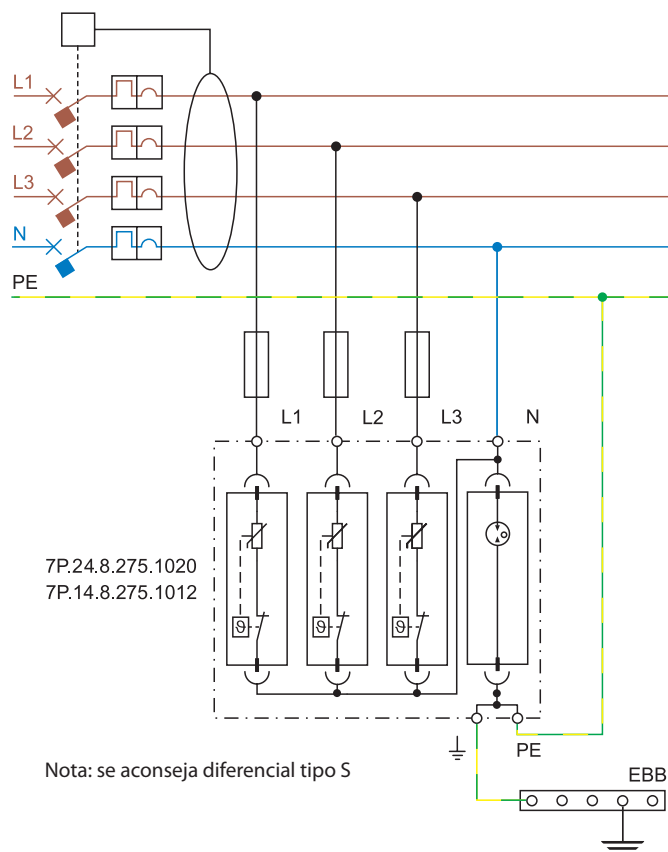 L1
L2
L3
N
PE
L1 L2 L3 N
7P.24.8.275.1020
7P.14.8.275.1012
ϑ ϑ ϑ
PE
Nota: se aconseja diferencial tipo S
EBB